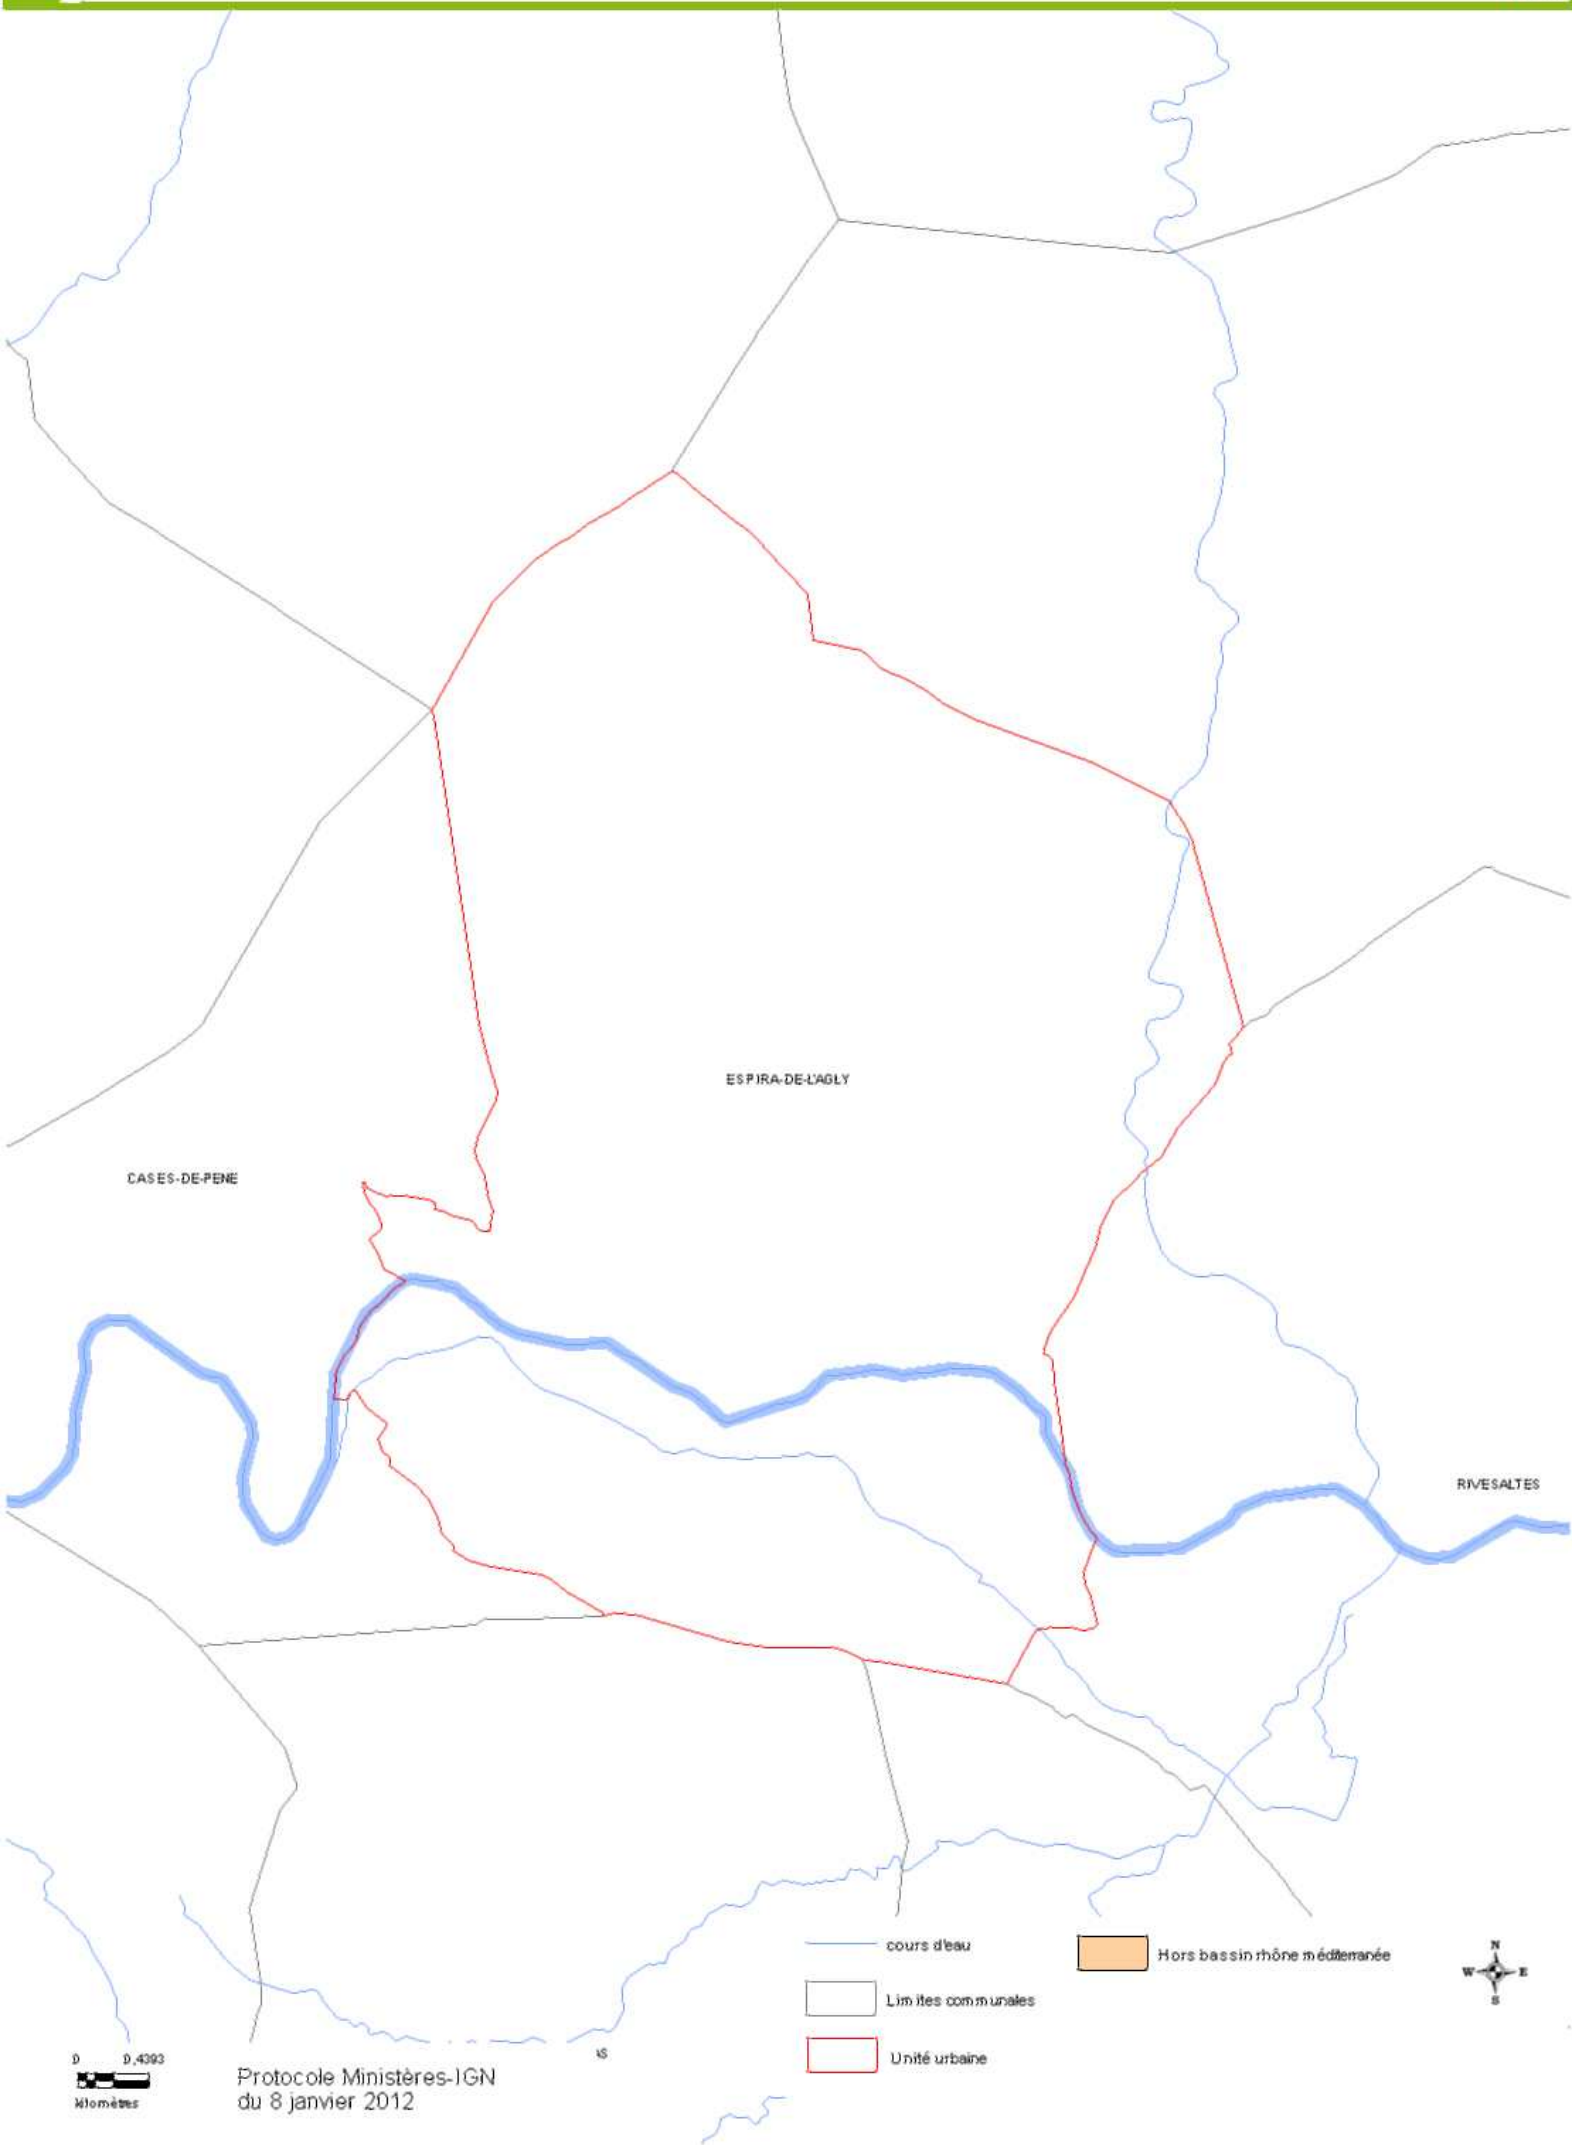 ESPIRA-DE-L'AGLY
CASES-DE-PENE
RIVESALTES
cours d'eau
Hors bassin rhône méditerranée
N
W E
S
Limites communales
Unité urbaine
0 0,4393
kilomètres
Protocole Ministères-IGN
du 8 janvier 2012